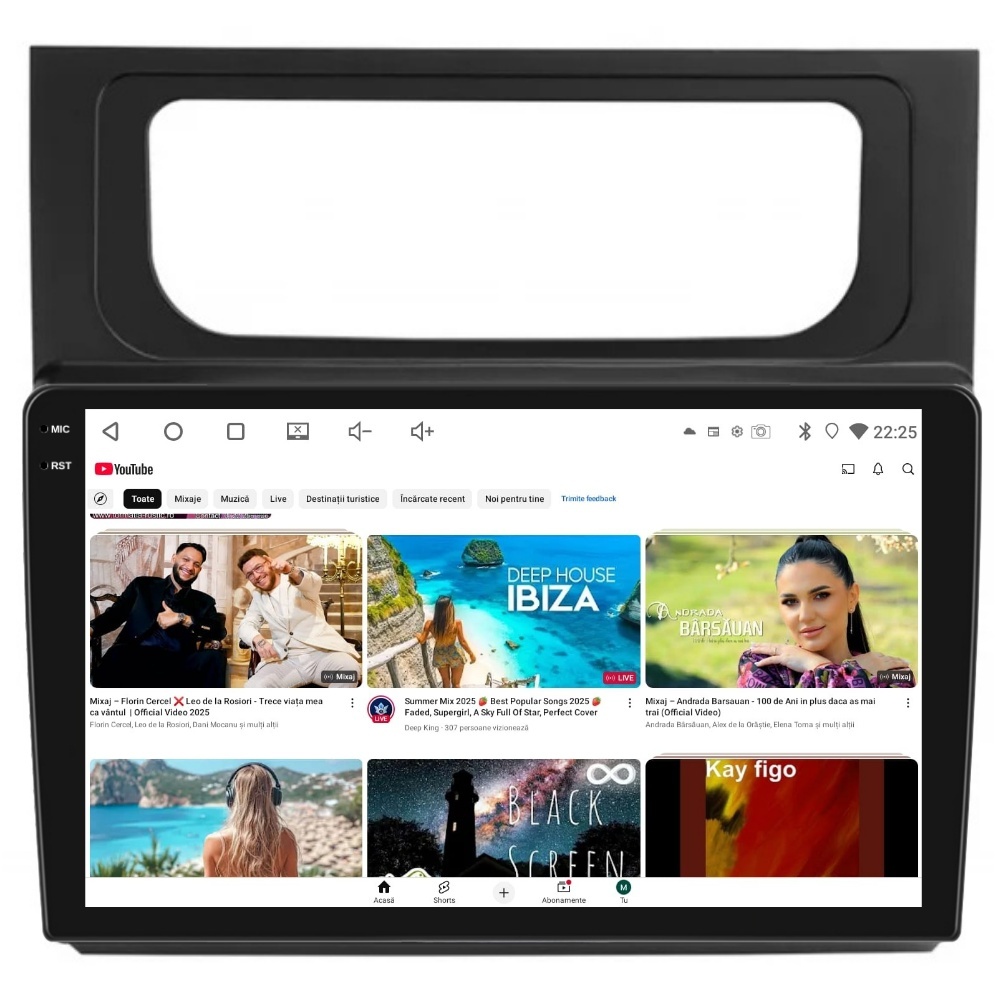 MIC
RST
22:25
YouTube
Toate
Mixaje
Muzică
Live
Destinații turistice
Încărcate recent
Noi pentru tine
Trimite feedback
DEEP HOUSE
IBIZA
ANDRADA
BÂRSĂUAN
Mixaj
LIVE
Mixaj
Mixaj – Florin Cercel ❌ Leo de la Rosiori - Trece viața mea
ca vântul | Official Video 2025
Florin Cercel, Leo de la Rosiori, Dani Mocanu și mulți alții
LIVE
Summer Mix 2025 🍓 Best Popular Songs 2025 🍓
Faded, Supergirl, A Sky Full Of Star, Perfect Cover
Deep King · 307 persoane vizionează
Mixaj – Andrada Barsauan - 100 de Ani in plus daca as mai
trai (Official Video)
Andrada Bârsăuan, Alex de la Orăștie, Elena Toma și mulți alții
BLACK
SCREEN
Kay figo
Acasă
Shorts
Abonamente
M
Tu